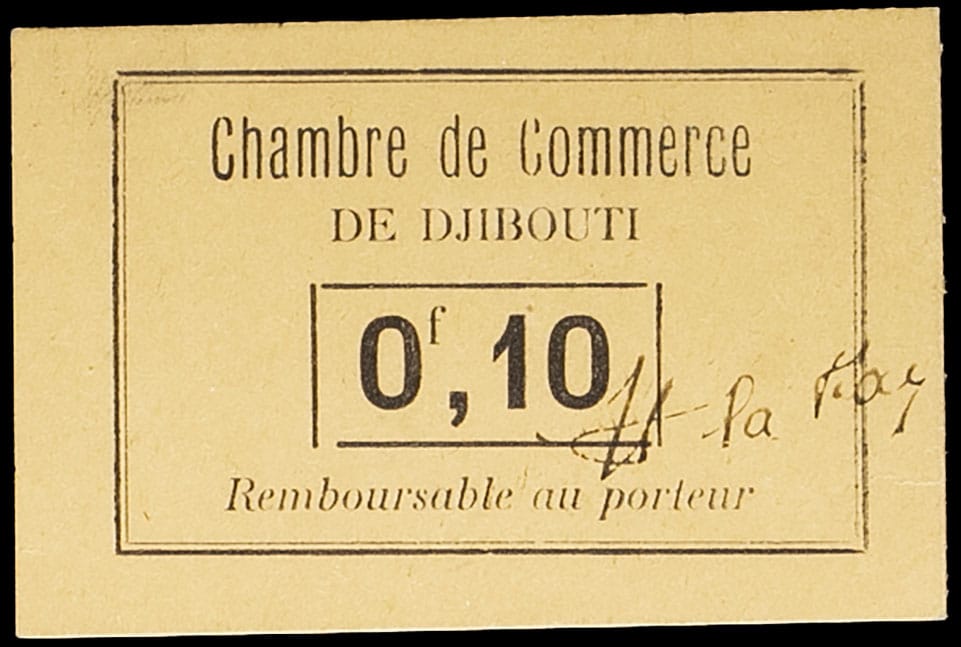 Chambre de Commerce
DE DJIBOUTI
0f,10
Remboursable au porteur